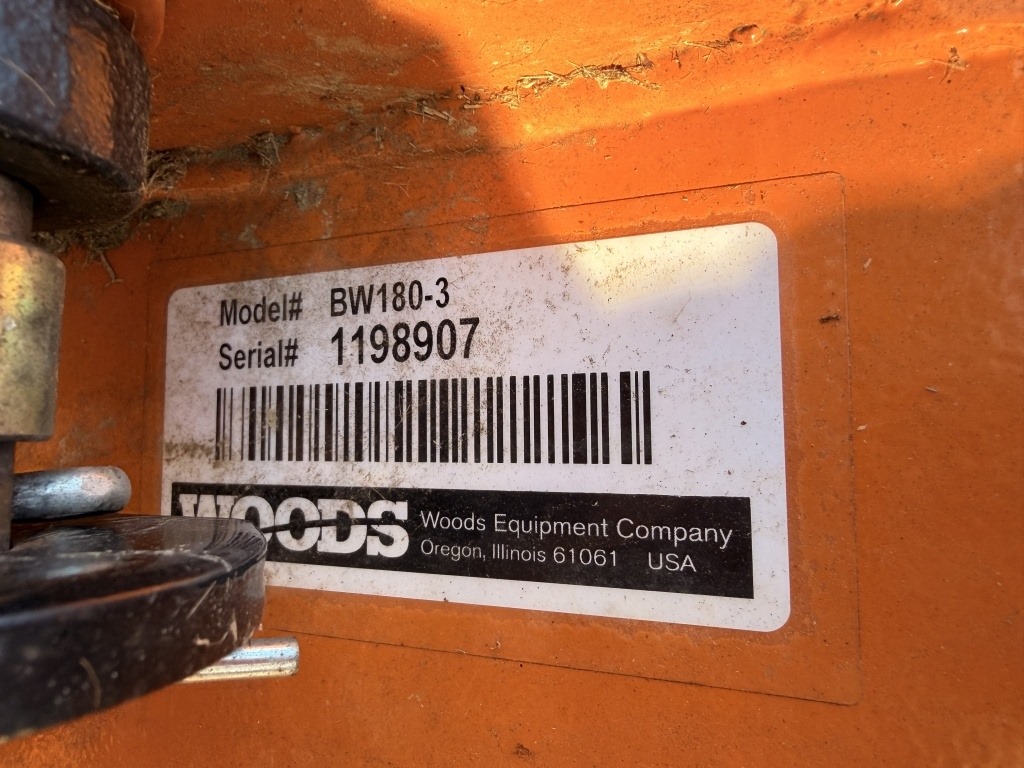 Model# BW180-3
Serial# 1198907
WOODS
Woods Equipment Company
Oregon, Illinois 61061 USA